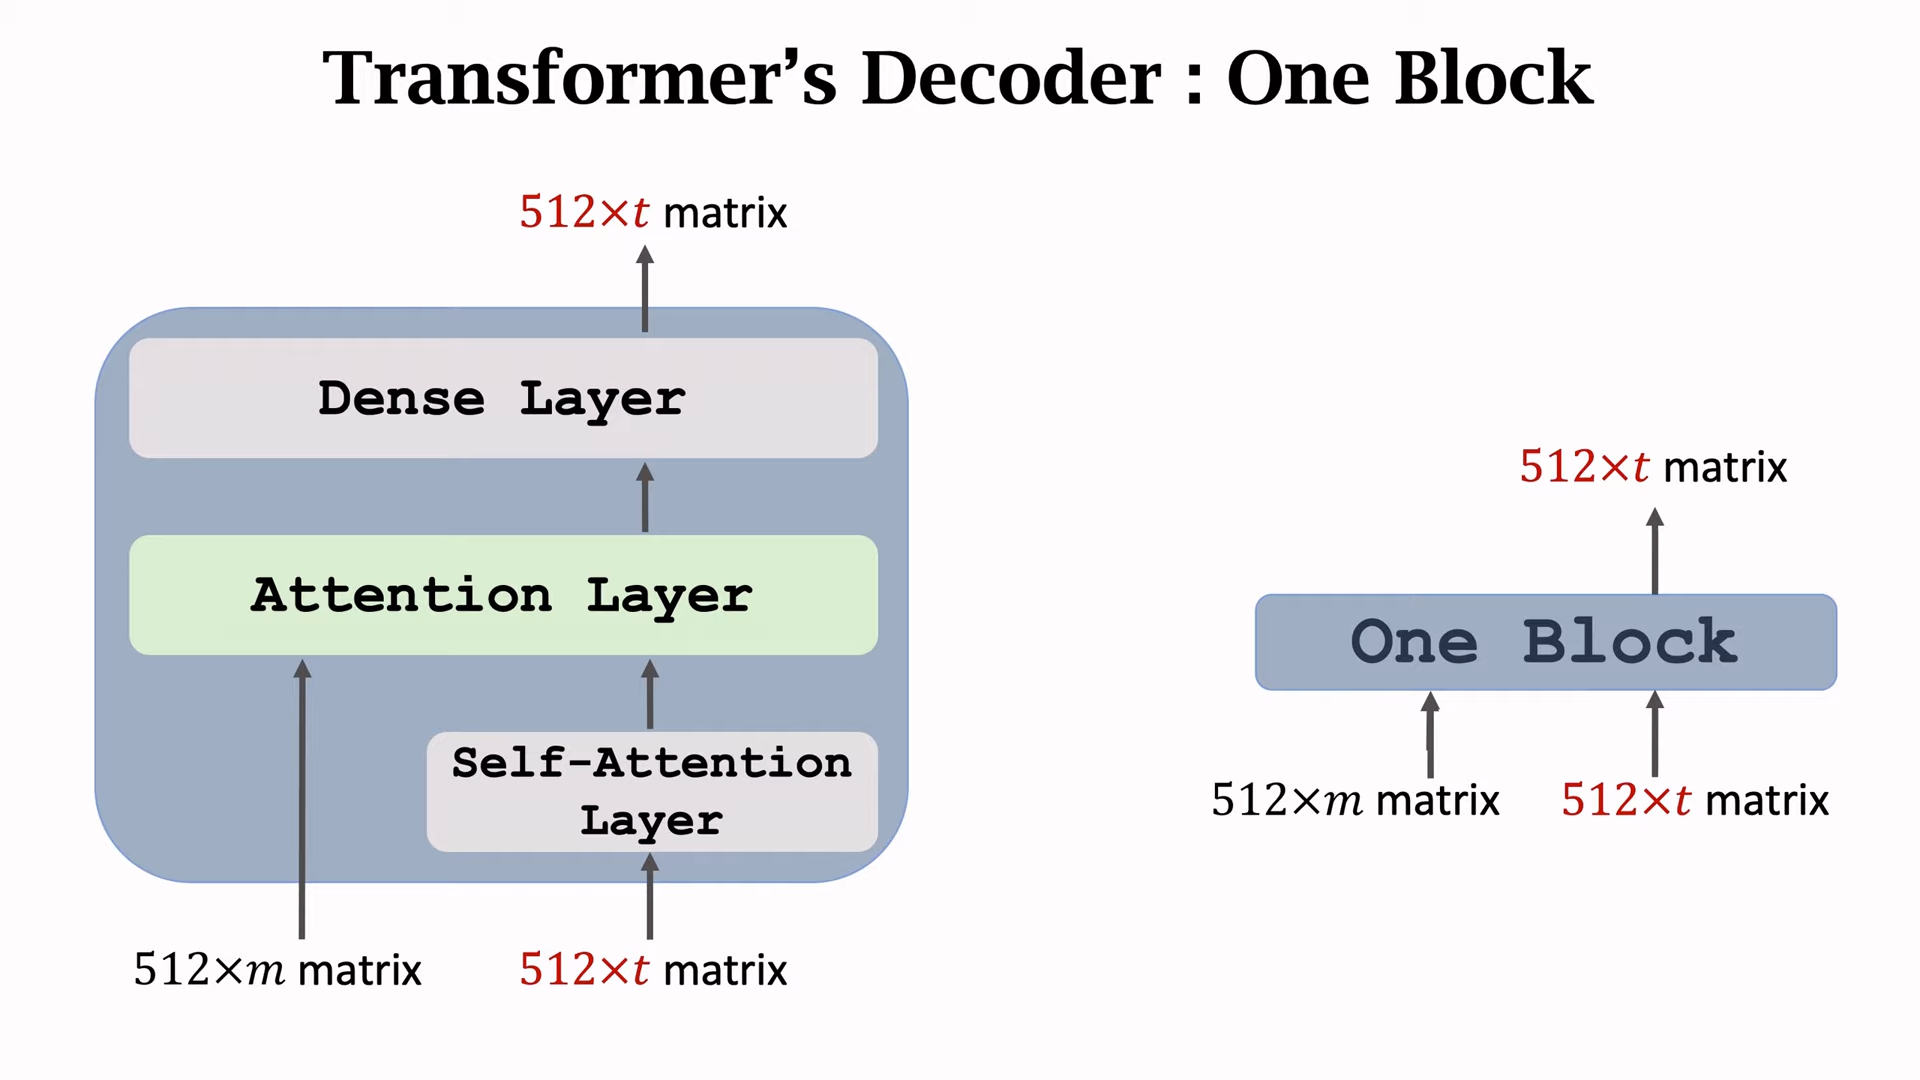 Transformer’s Decoder : One Block
512×t matrix
Dense Layer
Attention Layer
Self-Attention
Layer
512×m matrix
512×t matrix
512×t matrix
One Block
512×m matrix
512×t matrix